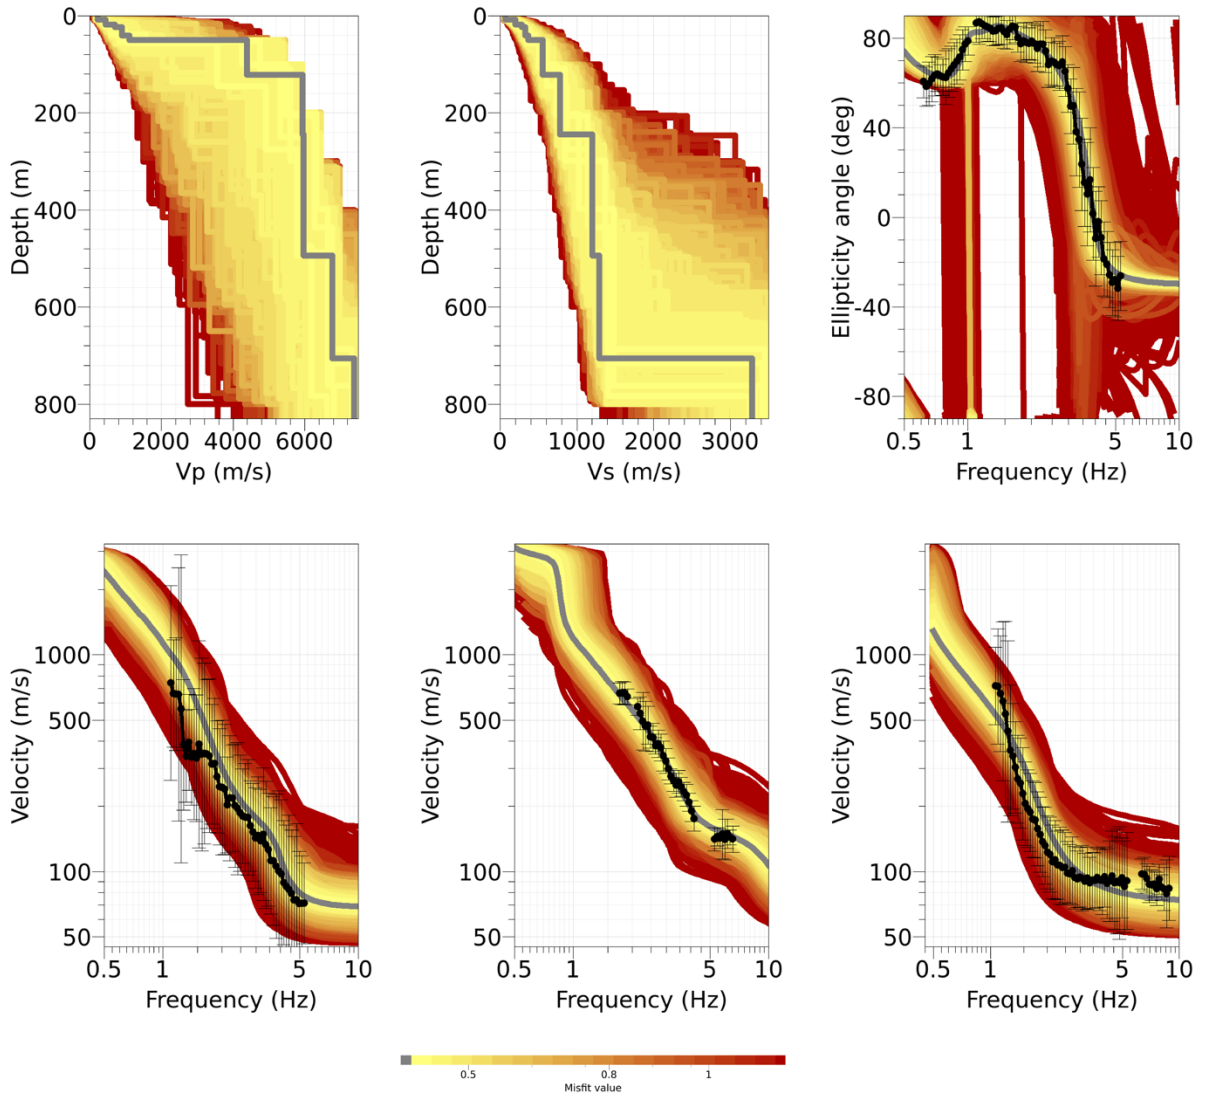 0
200
400
600
800
Depth (m)
0 2000 4000 6000
Vp (m/s)
0
200
400
600
800
Depth (m)
0 1000 2000 3000
Vs (m/s)
80
40
0
-40
-80
Ellipticity angle (deg)
0.5 1 5 10
Frequency (Hz)
1000
500
100
50
Velocity (m/s)
0.5 1 5 10
Frequency (Hz)
1000
500
100
50
Velocity (m/s)
0.5 1 5 10
Frequency (Hz)
1000
500
100
50
Velocity (m/s)
0.5 1 5 10
Frequency (Hz)
0.5 0.8 1
Misfit value